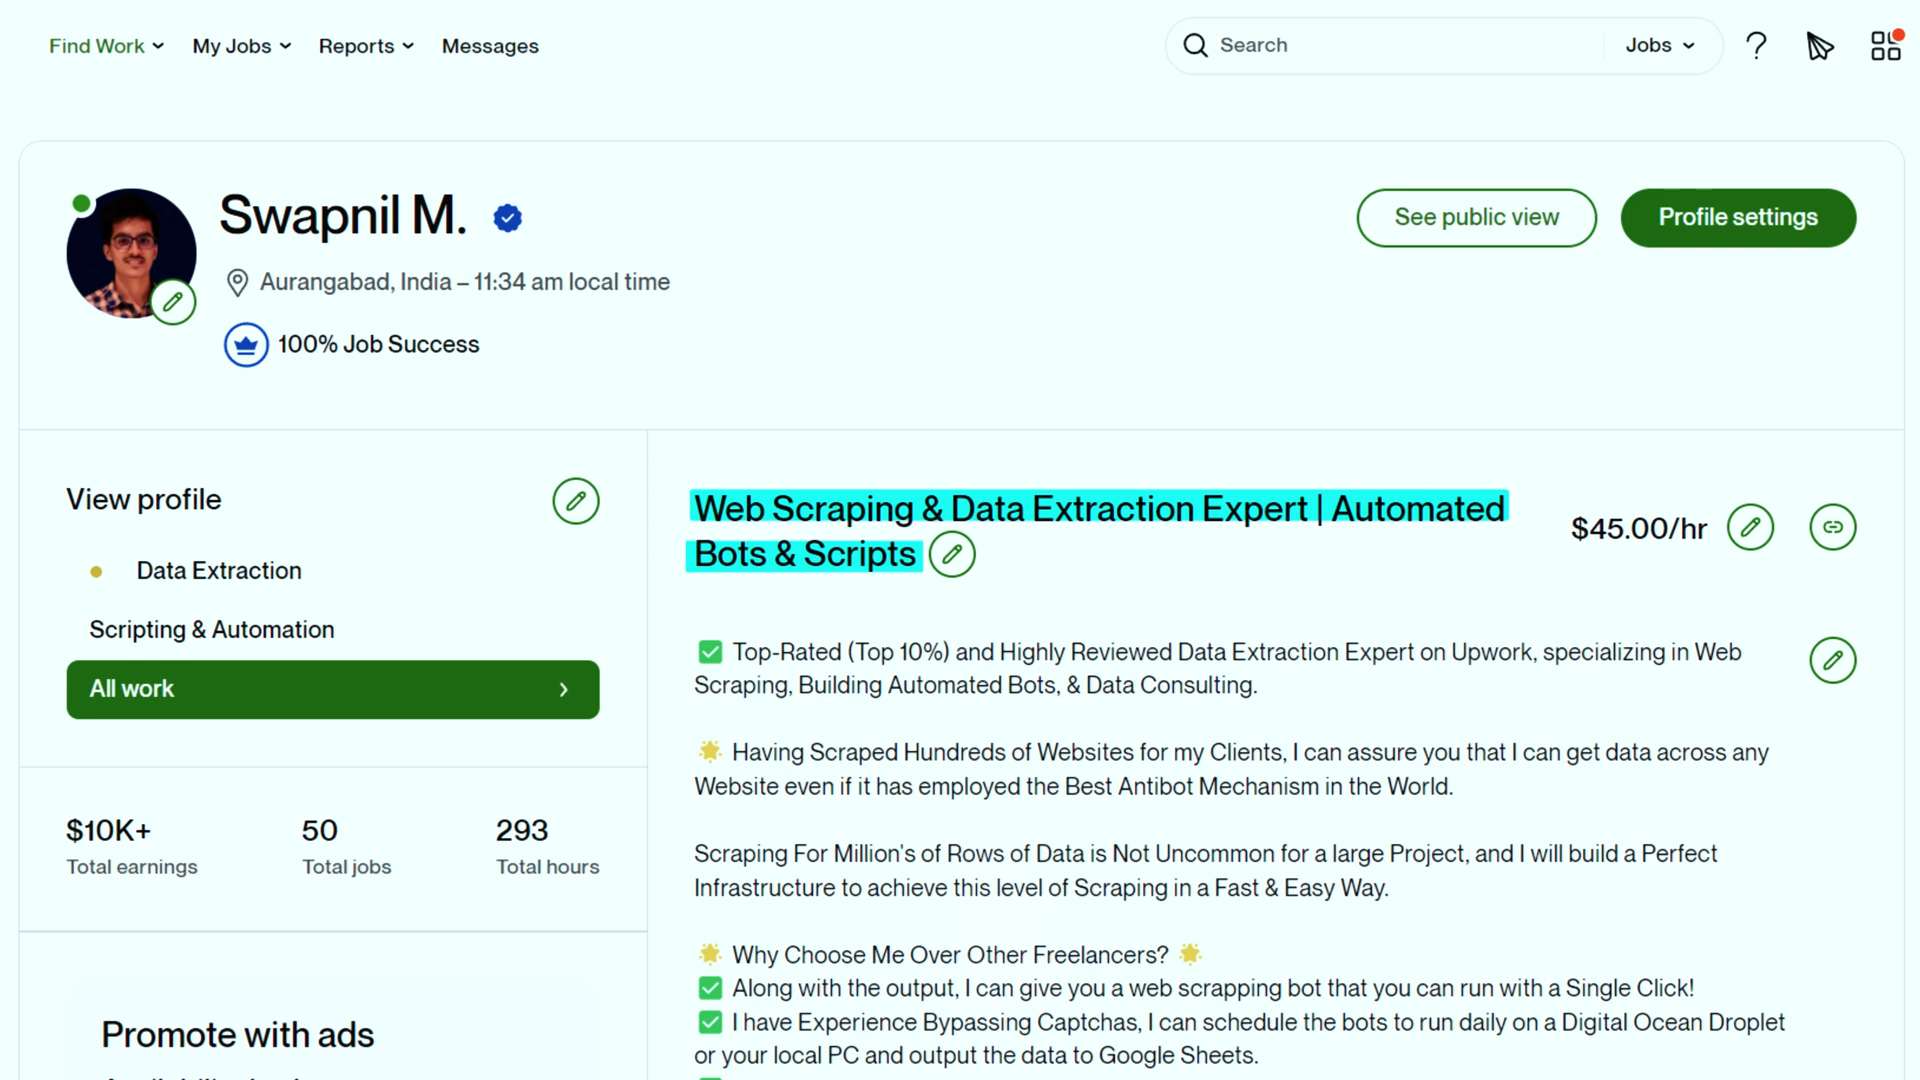 Find Work
My Jobs
Reports
Messages
Search
Jobs
Swapnil M.
Aurangabad, India – 11:34 am local time
100% Job Success
See public view
Profile settings
View profile
Data Extraction
Scripting & Automation
All work
$10K+
Total earnings
50
Total jobs
293
Total hours
Promote with ads
Web Scraping & Data Extraction Expert | Automated
Bots & Scripts
$45.00/hr
✅ Top-Rated (Top 10%) and Highly Reviewed Data Extraction Expert on Upwork, specializing in Web
Scraping, Building Automated Bots, & Data Consulting.
🌟 Having Scraped Hundreds of Websites for my Clients, I can assure you that I can get data across any
Website even if it has employed the Best Antibot Mechanism in the World.
Scraping For Million's of Rows of Data is Not Uncommon for a large Project, and I will build a Perfect
Infrastructure to achieve this level of Scraping in a Fast & Easy Way.
🌟 Why Choose Me Over Other Freelancers? 🌟
✅ Along with the output, I can give you a web scrapping bot that you can run with a Single Click!
✅ I have Experience Bypassing Captchas, I can schedule the bots to run daily on a Digital Ocean Droplet
or your local PC and output the data to Google Sheets.